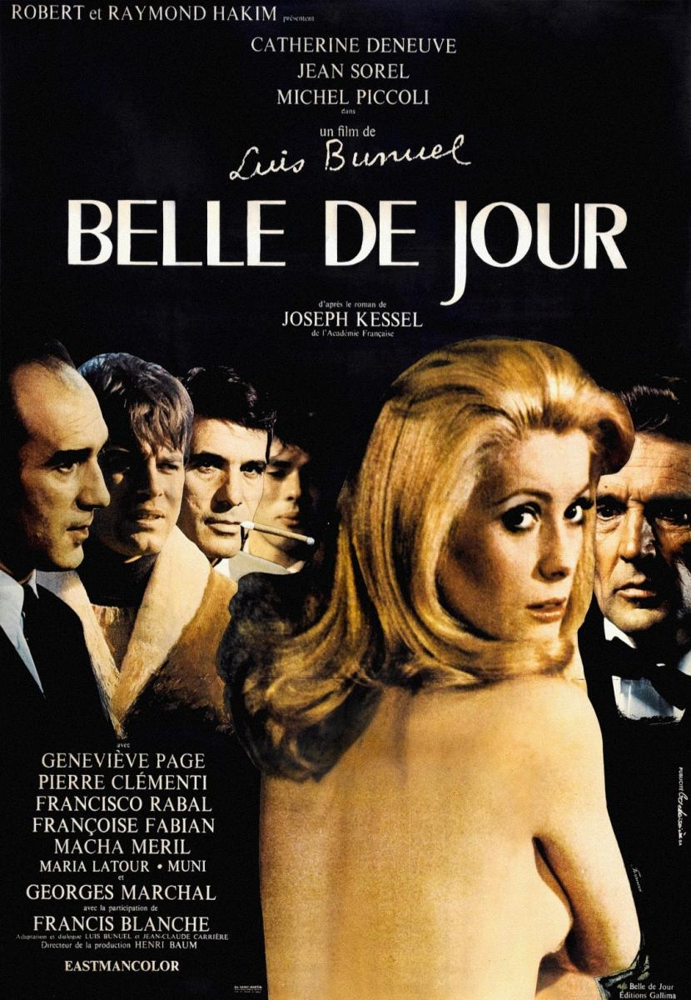 ROBERT et RAYMOND HAKIM présentent
CATHERINE DENEUVE
JEAN SOREL
MICHEL PICCOLI
dans
un film de
Luis Bunuel
BELLE DE JOUR
d'après le roman de
JOSEPH KESSEL
de l'Académie Française
avec
GENEVIÈVE PAGE
PIERRE CLÉMENTI
FRANCISCO RABAL
FRANÇOISE FABIAN
MACHA MERIL
MARIA LATOUR • MUNI
et
GEORGES MARCHAL
avec la participation de
FRANCIS BLANCHE
Adaptation et dialogue LUIS BUNUEL et JEAN-CLAUDE CARRIÈRE
Directeur de la production HENRI BAUM
EASTMANCOLOR
PUBLICITÉ
Belle de Jour
Éditions Gallima